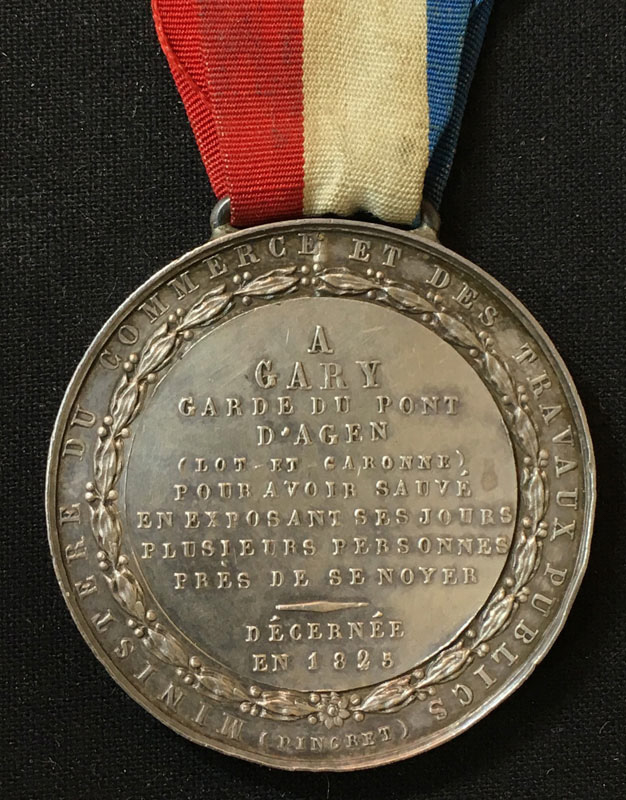 MINISTERE DU COMMERCE ET DES TRAVAUX PUBLICS
(PINGRET)
A
GARY
GARDE DU PONT
D'AGEN
(LOT ET GARONNE)
POUR AVOIR SAUVÉ
EN EXPOSANT SES JOURS
PLUSIEURS PERSONNES
PRÈS DE SE NOYER
DÉCERNÉE
EN 1825